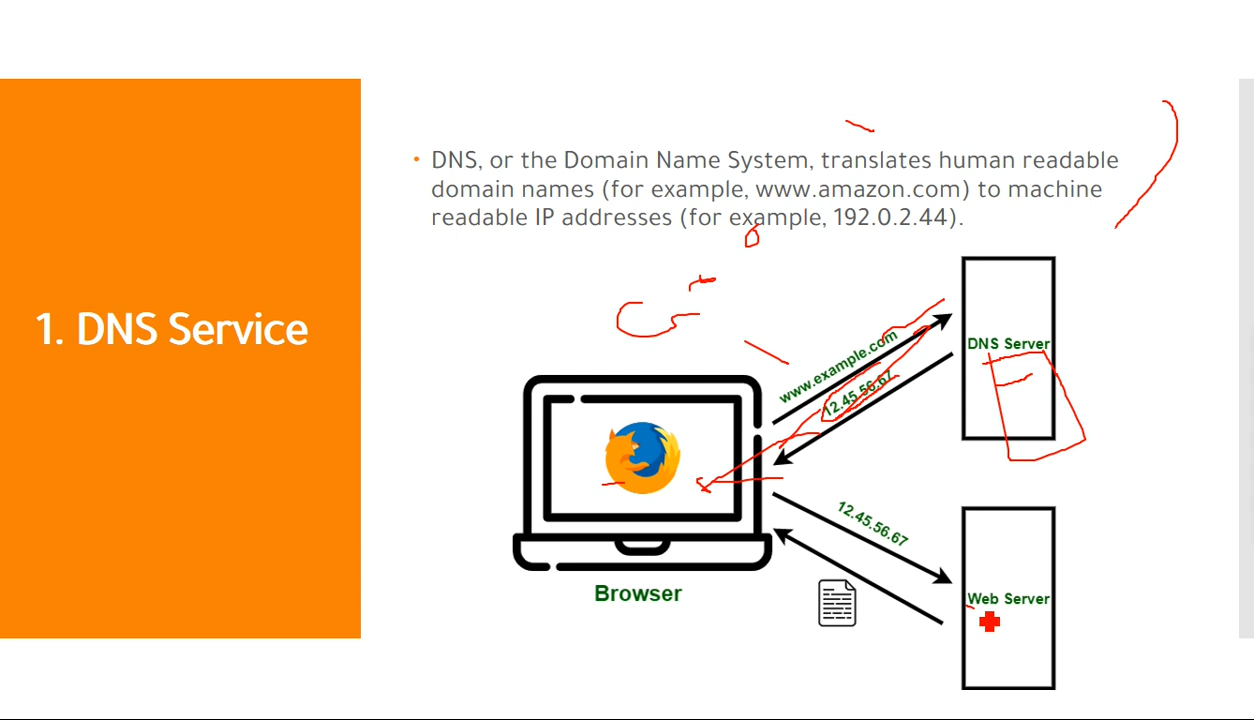 1. DNS Service
• DNS, or the Domain Name System, translates human readable
domain names (for example, www.amazon.com) to machine
readable IP addresses (for example, 192.0.2.44).
DNS Server
www.example.com
12.45.56.67
12.45.56.67
Browser
Web Server